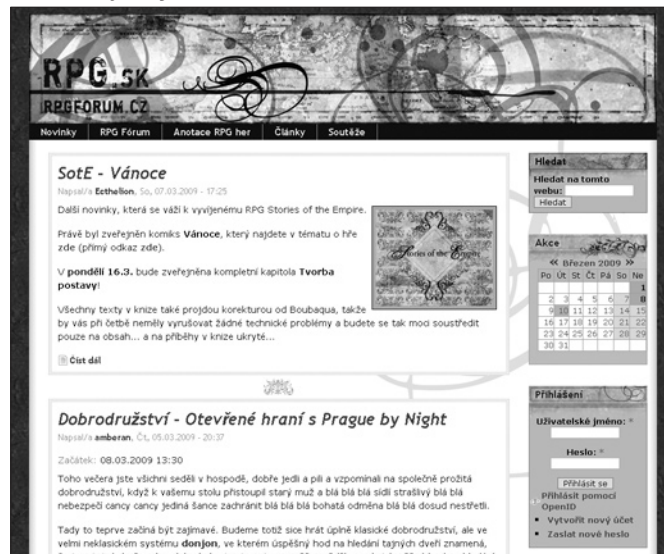 RPG.SK
RPGFORUM.CZ
Novinky RPG Fórum Anotace RPG her Články Soutěže
SotE - Vánoce
Napsal/a Ecthelion, So, 07.03.2009 - 17:25
Další novinky, která se váží k vyvíjenému RPG Stories of the Empire.
Právě byl zveřejněn komiks Vánoce, který najdete v tématu o hře
zde (přímý odkaz zde).
V pondělí 16.3. bude zveřejněna kompletní kapitola Tvorba
postavy!
Všechny texty v knize také projdou korekturou od Boubaqua, takže
by vás při četbě neměly vyrušovat žádné technické problémy a budete se tak moci soustředit
pouze na obsah... a na příběhy v knize ukryté...
Stories of the Empire
Číst dál
Dobrodružství - Otevřené hraní s Prague by Night
Napsal/a amberan, Čt, 05.03.2009 - 20:37
Začátek: 08.03.2009 13:30
Toho večera jste všichni seděli v hospodě, dobře jedli a pili a vzpomínali na společně prožitá
dobrodružství, když k vašemu stolu přistoupil starý muž a blá blá blá sídlí strašlivý blá blá
nebezpečí cancy cancy jediná šance zachránit blá blá blá bohatá odměna blá blá dosud nestřetli.
Tady to teprve začíná být zajímavé. Budeme totiž sice hrát úplně klasické dobrodružství, ale ve
velmi neklasickém systému donjon, ve kterém úspěšný hod na hledání tajných dveří znamená,
Hledat
Hledat na tomto
webu:
Hledat
Akce
« Březen 2009 »
Po Út St Čt Pá So Ne
1
2 3 4 5 6 7 8
9 10 11 12 13 14 15
16 17 18 19 20 21 22
23 24 25 26 27 28 29
30 31
Přihlášení
Uživatelské jméno: *
Heslo: *
Přihlásit se
Přihlásit pomocí
OpenID
Vytvořit nový účet
Zaslat nové heslo